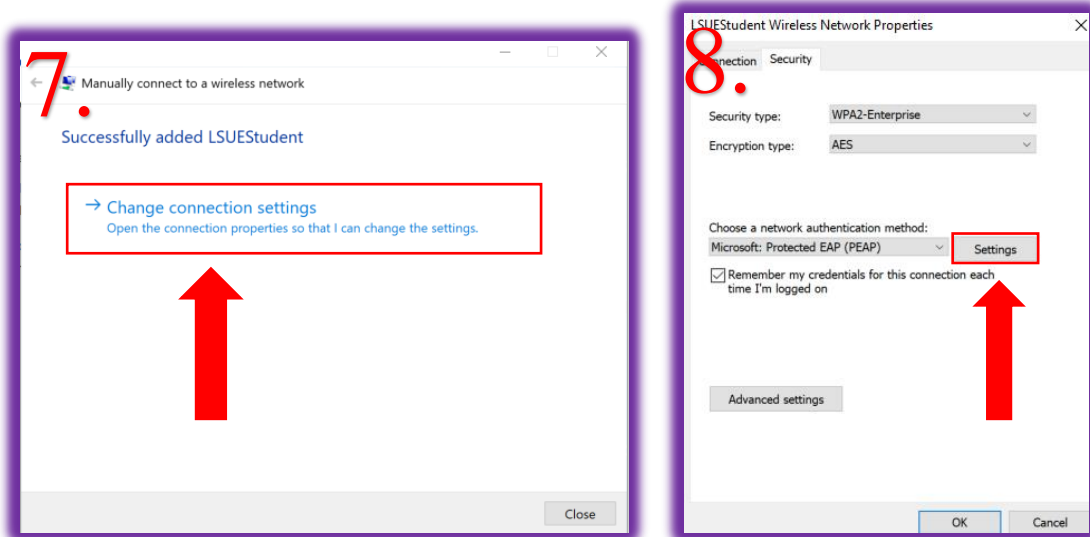 7.
Manually connect to a wireless network
Successfully added LSUEStudent
→ Change connection settings
Open the connection properties so that I can change the settings.
Close
8.
LSUEStudent Wireless Network Properties
Security
Security type:
WPA2-Enterprise
Encryption type:
AES
Choose a network authentication method:
Microsoft: Protected EAP (PEAP)
Settings
Remember my credentials for this connection each
time I'm logged on
Advanced settings
OK
Cancel